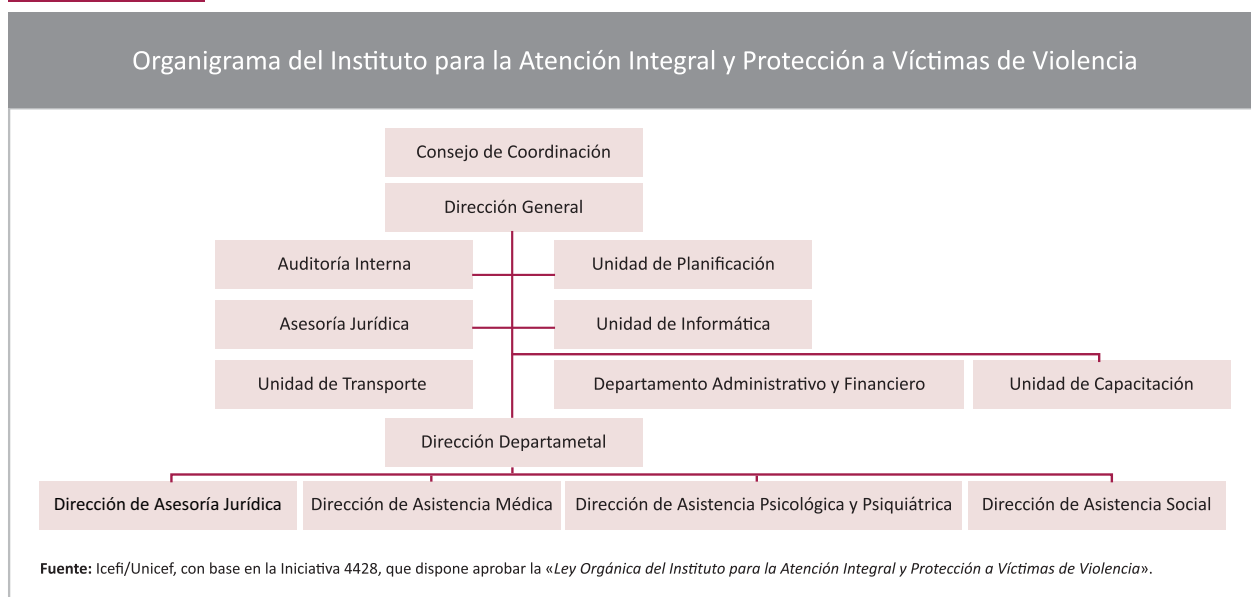 Organigrama del Instituto para la Atención Integral y Protección a Víctimas de Violencia
Consejo de Coordinación
Dirección General
Auditoría Interna
Unidad de Planificación
Asesoría Jurídica
Unidad de Informática
Unidad de Transporte
Departamento Administrativo y Financiero
Unidad de Capacitación
Dirección Departametal
Dirección de Asesoría Jurídica
Dirección de Asistencia Médica
Dirección de Asistencia Psicológica y Psiquiátrica
Dirección de Asistencia Social
Fuente: Icefi/Unicef, con base en la Iniciativa 4428, que dispone aprobar la «Ley Orgánica del Instituto para la Atención Integral y Protección a Víctimas de Violencia».